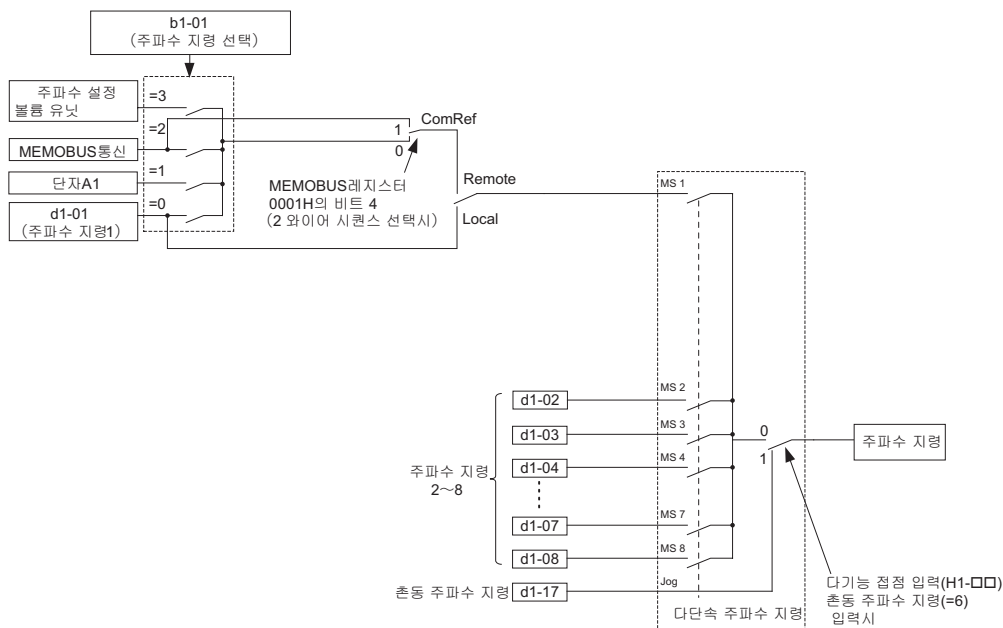 b1-01
(주파수 지령 선택)
주파수 설정
볼륨 유닛
=3
=2
MEMOBUS통신
=1
단자A1
=0
d1-01
(주파수 지령1)
1
0
ComRef
MEMOBUS레지스터
0001H의 비트 4
(2 와이어 시퀀스 선택시)
Remote
Local
MS 1
MS 2
d1-02
MS 3
d1-03
MS 4
d1-04
주파수 지령
2~8
MS 7
d1-07
MS 8
d1-08
Jog
촌동 주파수 지령
d1-17
0
1
주파수 지령
다단속 주파수 지령
다기능 접점 입력(H1-□□)
촌동 주파수 지령(=6)
입력시